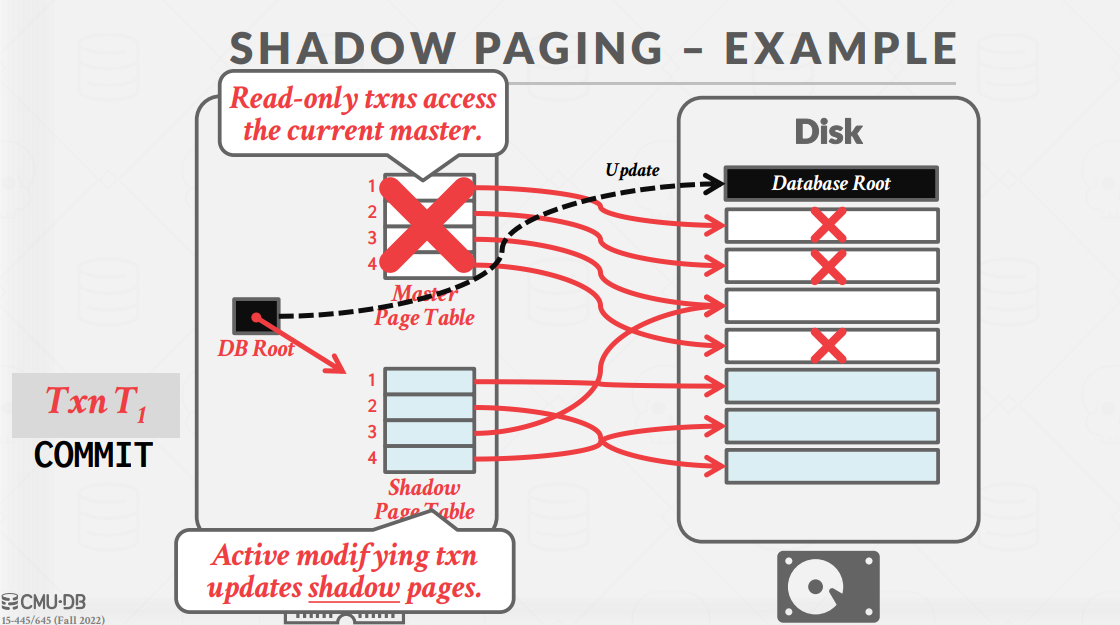 SHADOW PAGING – EXAMPLE
Read-only txns access
the current master.
1
2
3
4
Master
Page Table
DB Root
Txn T1
COMMIT
1
2
3
4
Shadow
Page Table
Active modifying txn
updates shadow pages.
Update
Disk
Database Root
CMU·DB
15-445/645 (Fall 2022)